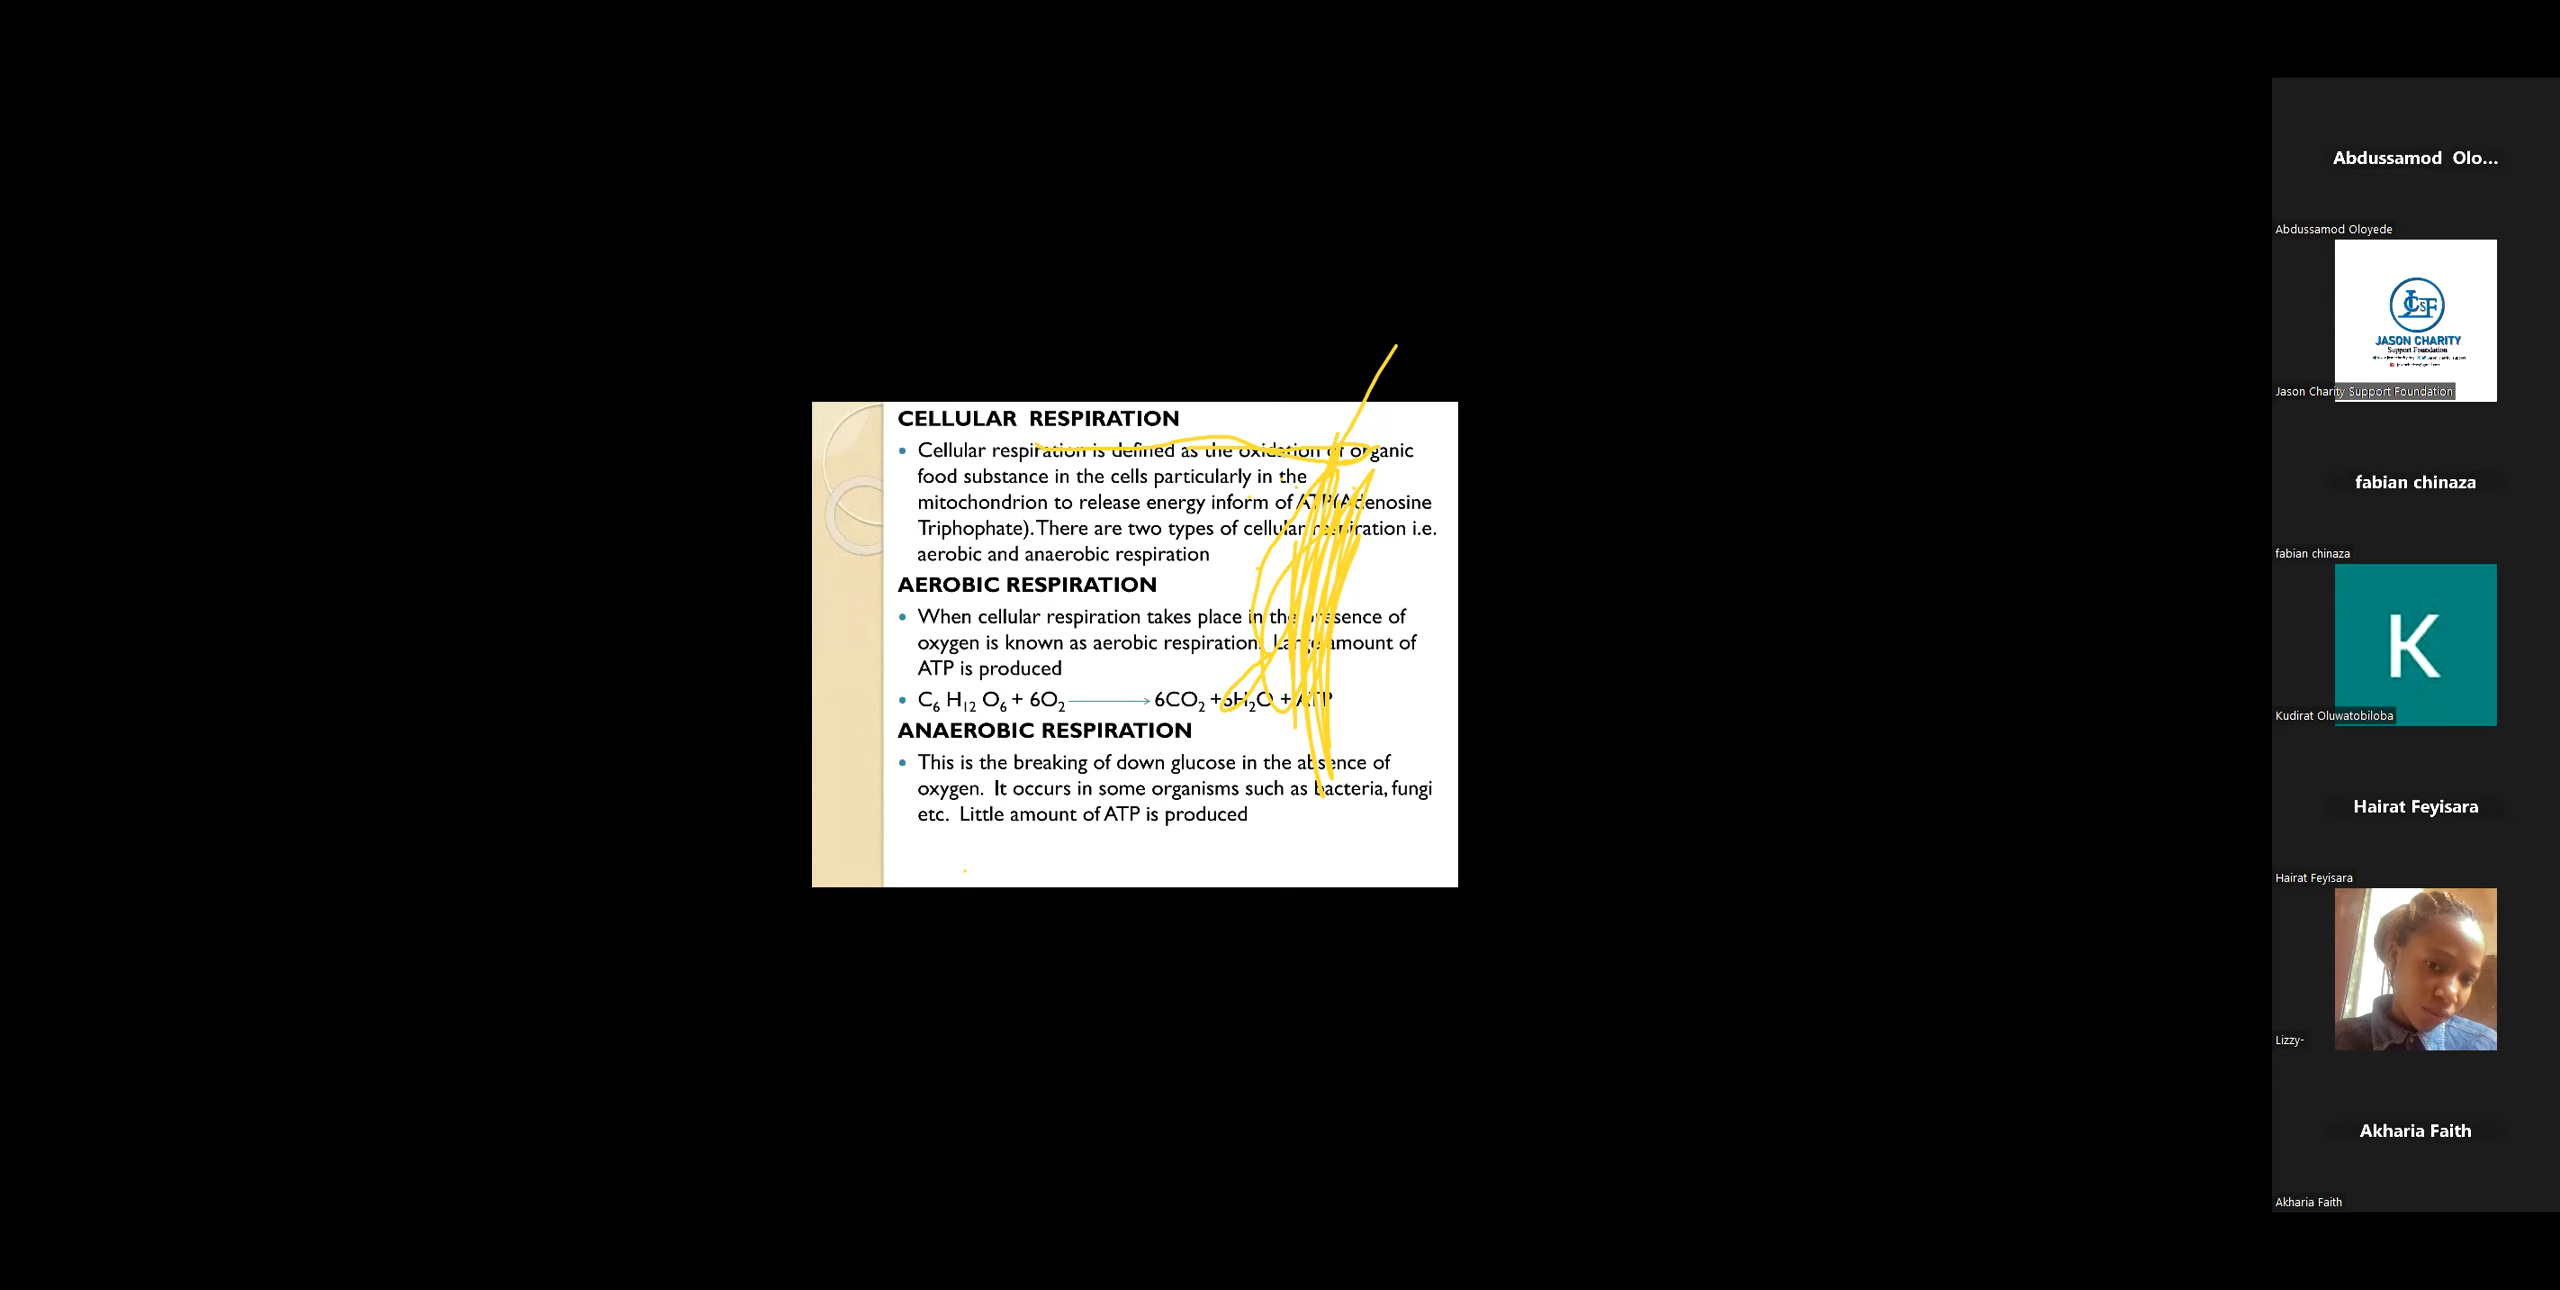 CELLULAR RESPIRATION
• Cellular respiration is defined as the oxidation of organic
food substance in the cells particularly in the
mitochondrion to release energy inform of ATP(Adenosine
Triphophate). There are two types of cellular respiration i.e.
aerobic and anaerobic respiration
AEROBIC RESPIRATION
• When cellular respiration takes place in the presence of
oxygen is known as aerobic respiration. Large amount of
ATP is produced
• C₆ H₁₂ O₆ + 6O₂ → 6CO₂ +6H₂O + ATP
ANAEROBIC RESPIRATION
• This is the breaking of down glucose in the absence of
oxygen. It occurs in some organisms such as bacteria, fungi
etc. Little amount of ATP is produced
Abdussamod Olo...
Abdussamod Oloyede
JCSF
JASON CHARITY
Support Foundation
Jason Charity Support Foundation
fabian chinaza
fabian chinaza
K
Kudirat Oluwatobiloba
Hairat Feyisara
Hairat Feyisara
Lizzy-
Akharia Faith
Akharia Faith